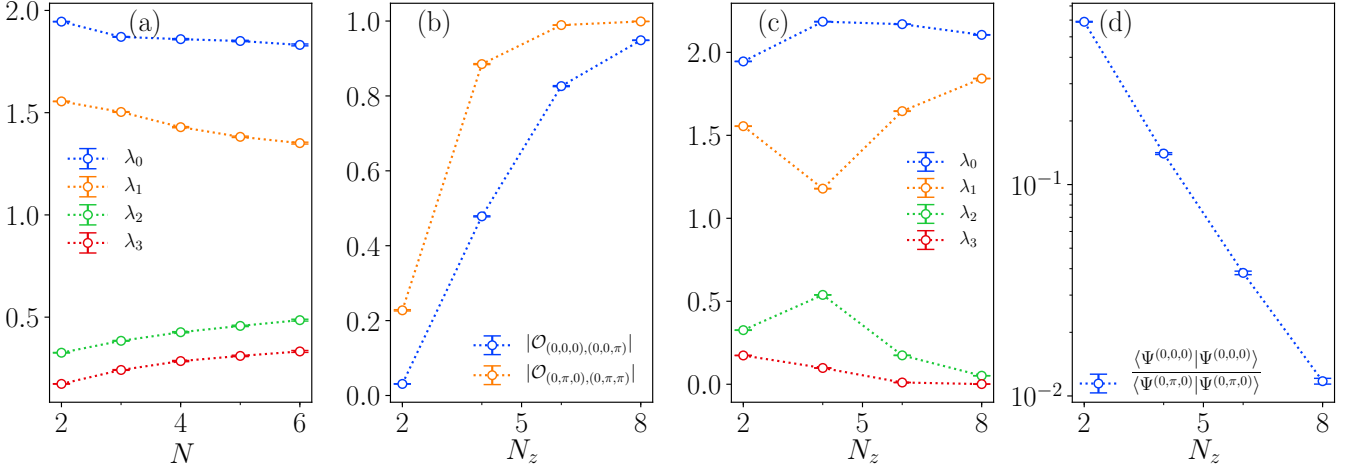 (a)
2.0
1.5
1.0
0.5
λ₀
λ₁
λ₂
λ₃
2 4 6
N
(b)
1.0
0.8
0.6
0.4
0.2
0.0
|𝒪₍₀,₀,₀₎,₍₀,₀,π₎|
|𝒪₍₀,π,₀₎,₍₀,π,π₎|
2 5 8
N_z
(c)
2.0
1.5
1.0
0.5
0.0
λ₀
λ₁
λ₂
λ₃
2 5 8
N_z
(d)
10⁻¹
10⁻²
⟨Ψ^(0,0,0)|Ψ^(0,0,0)⟩
⟨Ψ^(0,π,0)|Ψ^(0,π,0)⟩
2 5 8
N_z